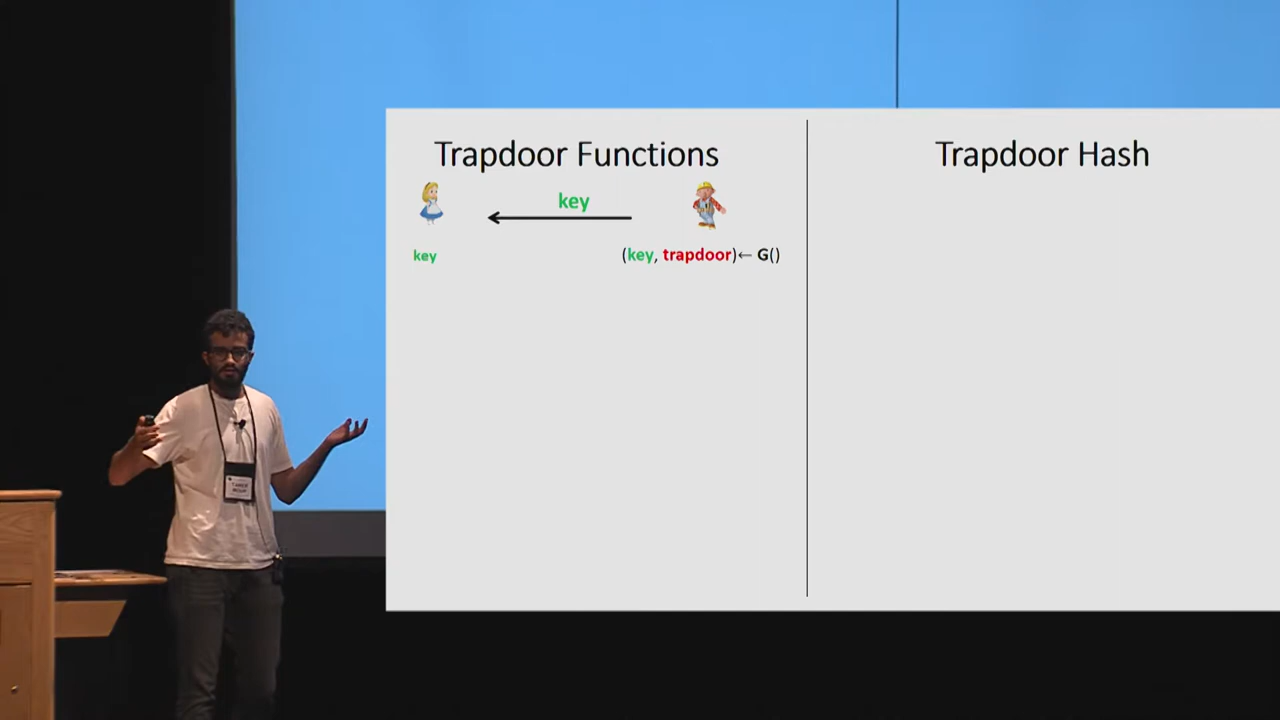 Trapdoor Functions
key
key
(key, trapdoor)← G()
Trapdoor Hash